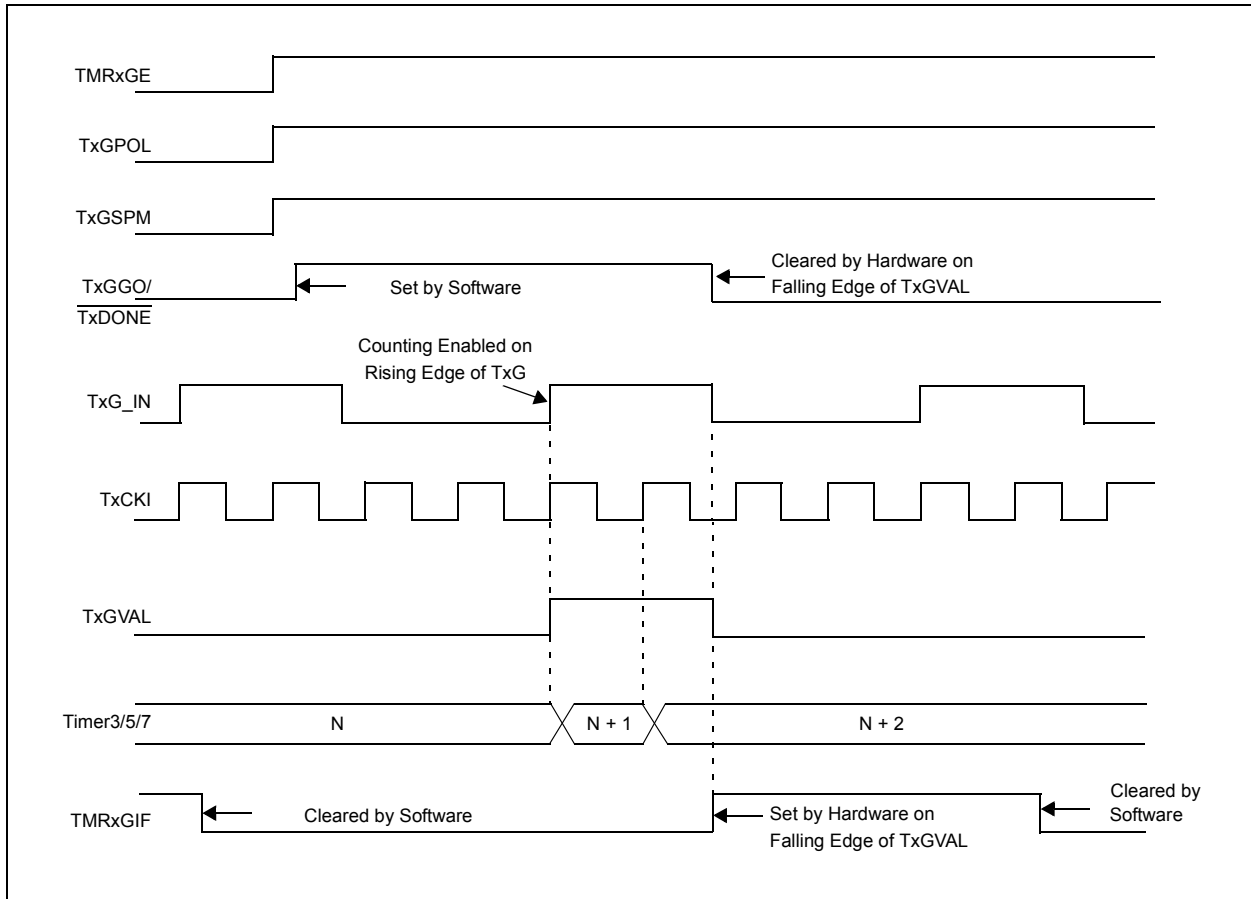 TMRxGE
TxGPOL
TxGSPM
TxGGO/
TxDONE
Set by Software
Cleared by Hardware on
Falling Edge of TxGVAL
Counting Enabled on
Rising Edge of TxG
TxG_IN
TxCKI
TxGVAL
Timer3/5/7
N
N + 1
N + 2
TMRxGIF
Cleared by Software
Set by Hardware on
Falling Edge of TxGVAL
Cleared by
Software